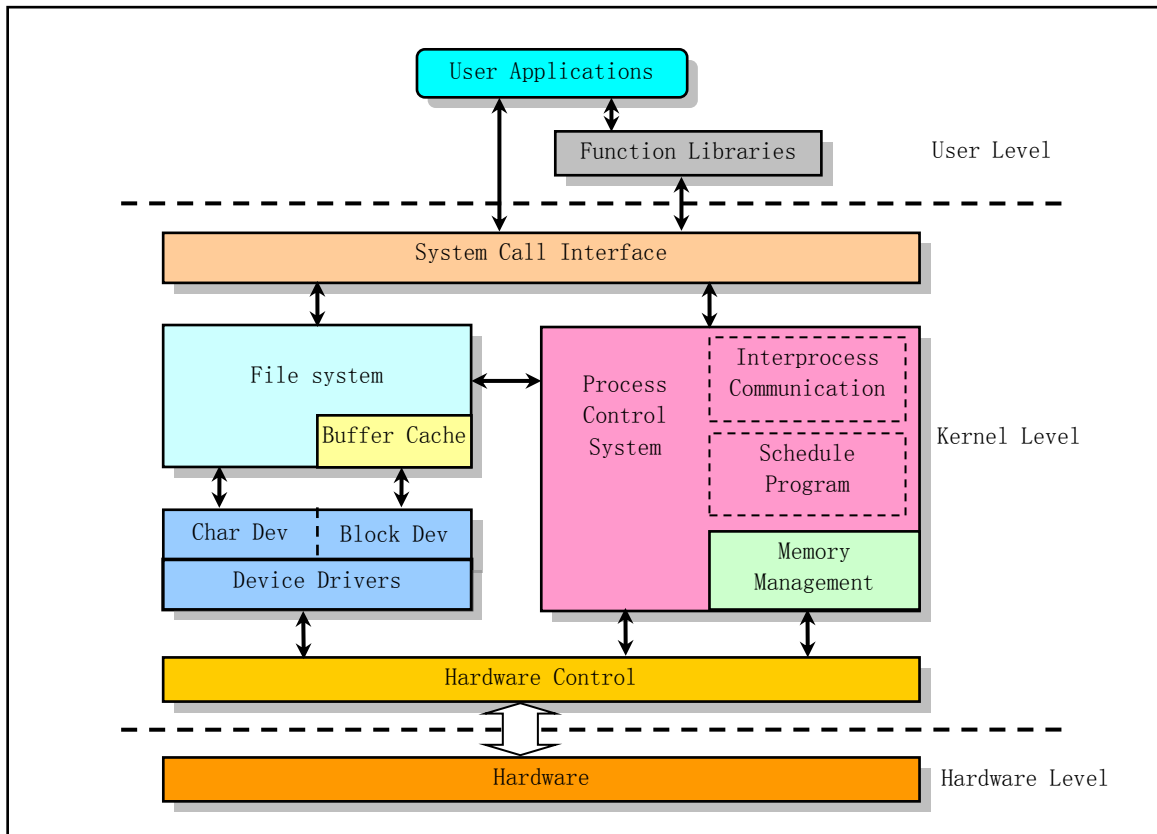 User Applications
Function Libraries
User Level
System Call Interface
File system
Buffer Cache
Process
Control
System
Interprocess
Communication
Schedule
Program
Kernel Level
Char Dev
Block Dev
Device Drivers
Memory
Management
Hardware Control
Hardware
Hardware Level